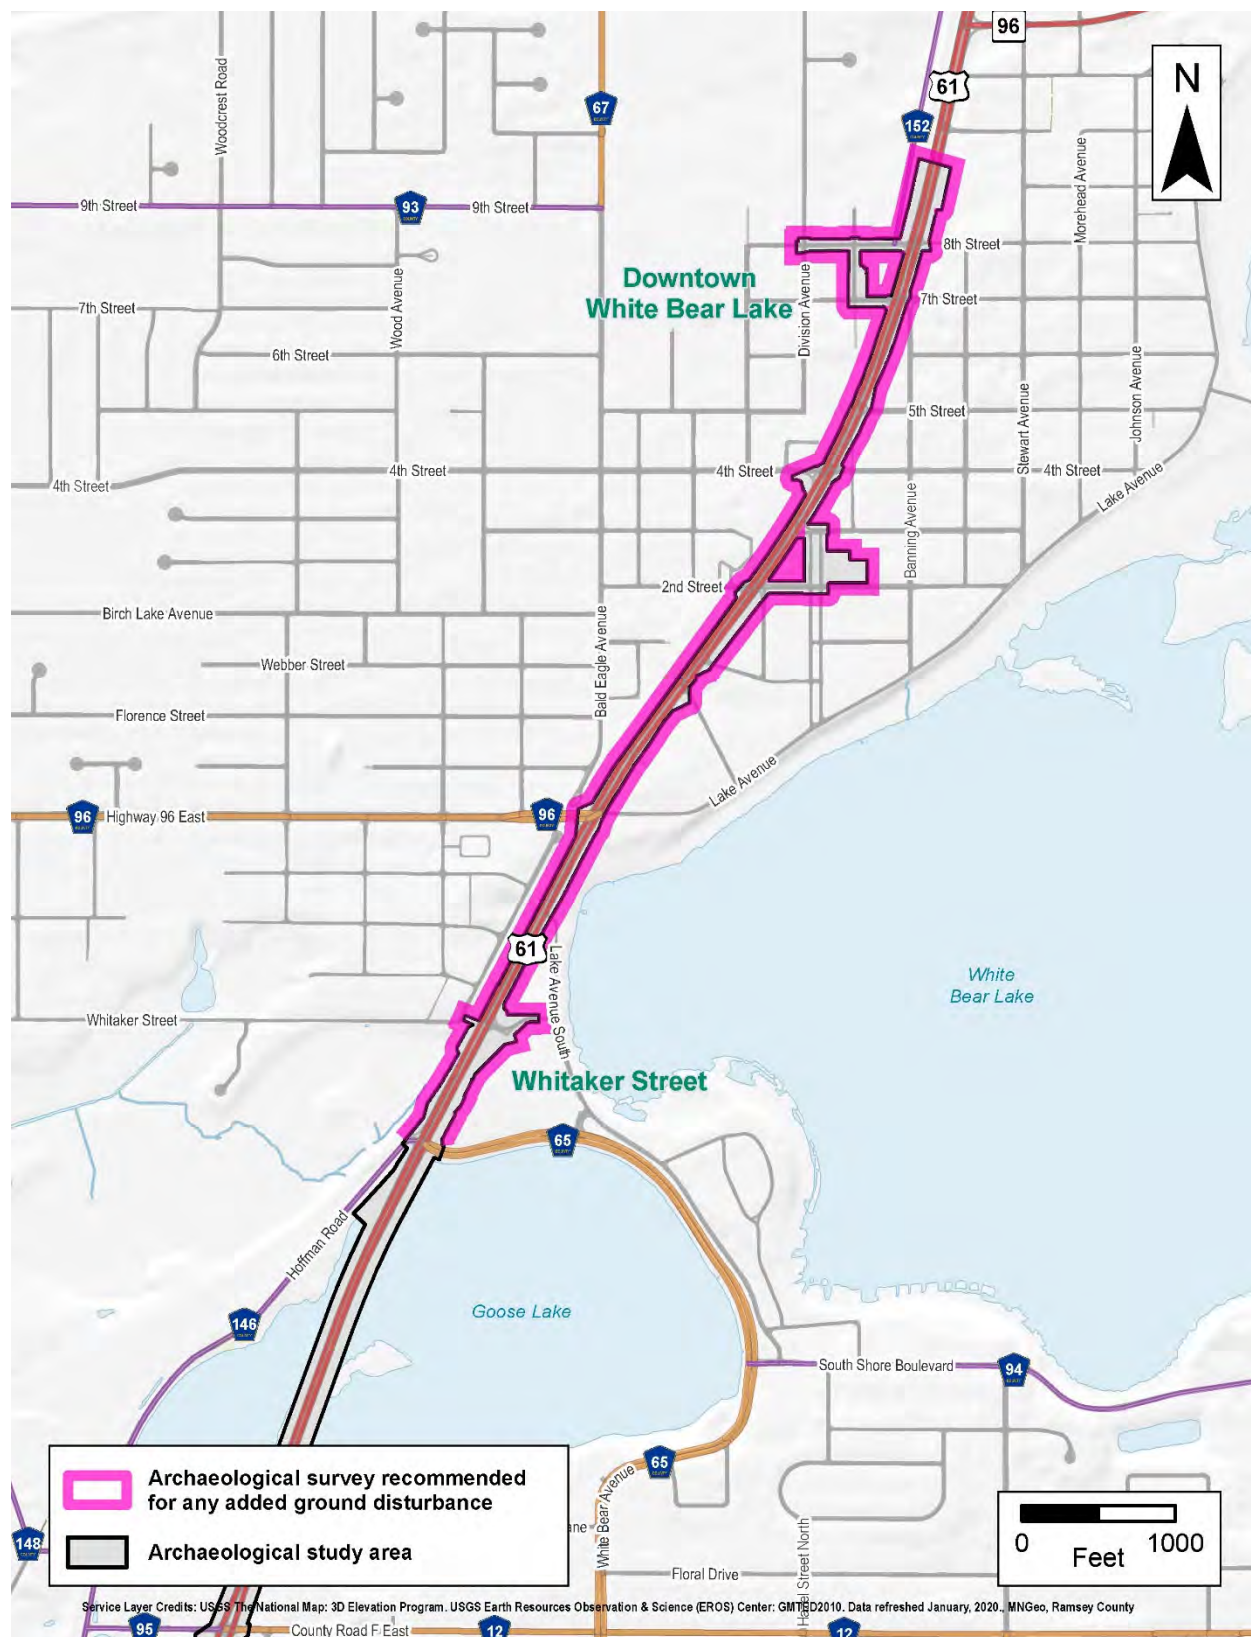 96
N
61
Woodcrest Road
67
152
Morehead Avenue
9th Street
93
9th Street
8th Street
Downtown
White Bear Lake
Division Avenue
Wood Avenue
7th Street
7th Street
6th Street
Johnson Avenue
5th Street
Stewart Avenue
4th Street
4th Street
4th Street
4th Street
Lake Avenue
Banning Avenue
2nd Street
Birch Lake Avenue
Bald Eagle Avenue
Webber Street
Florence Street
Lake Avenue
96
Highway 96 East
96
61
Lake Avenue South
White
Bear Lake
Whitaker Street
Whitaker Street
65
Hoffman Road
Goose Lake
146
South Shore Boulevard
94
65
White Bear Avenue
Archaeological survey recommended
for any added ground disturbance
Archaeological study area
148
0
1000
Feet
Floral Drive
Service Layer Credits: USGS The National Map: 3D Elevation Program. USGS Earth Resources Observation & Science (EROS) Center: GMTED2010. Data refreshed January, 2020., MNGeo, Ramsey County
95
County Road F East
12
12